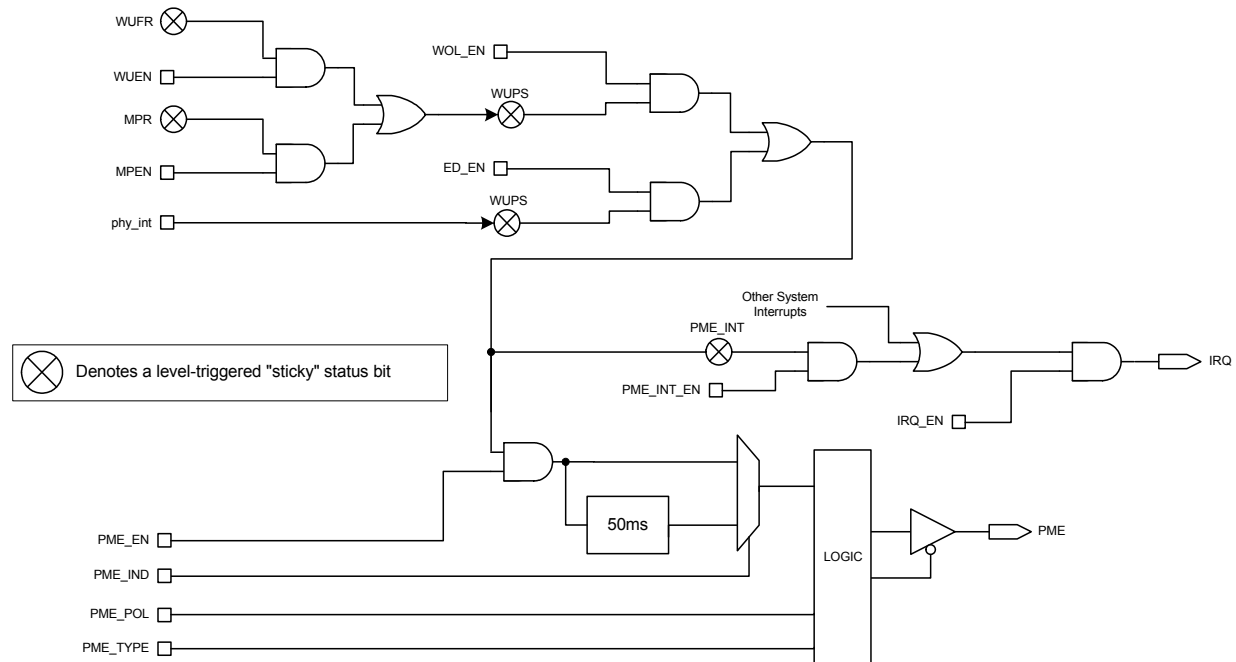 WUFR
WUEN
MPR
MPEN
phy_int
WOL_EN
WUPS
ED_EN
WUPS
Other System
Interrupts
PME_INT
PME_INT_EN
IRQ_EN
IRQ
Denotes a level-triggered "sticky" status bit
50ms
LOGIC
PME
PME_EN
PME_IND
PME_POL
PME_TYPE